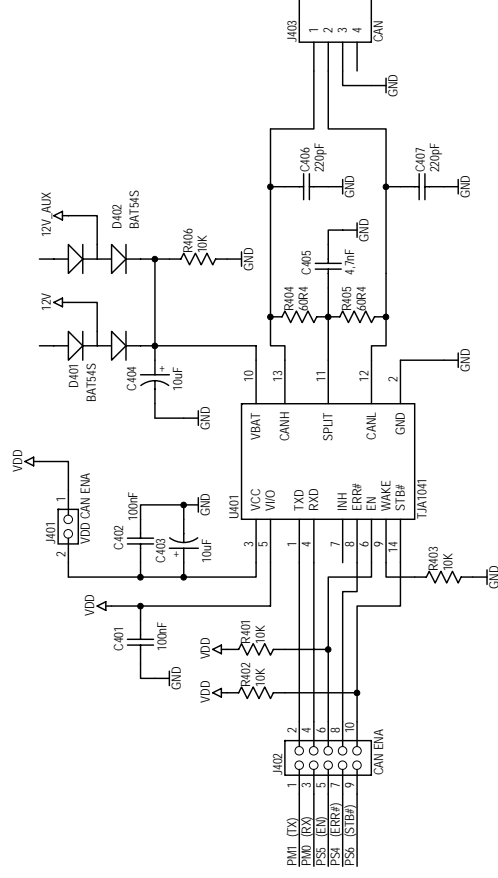 J403
1
2
3
4
CAN
GND
C406
220pF
GND
C407
220pF
GND
12V_AUX
D402
BAT54S
R406
10K
GND
12V
D401
BAT54S
C404
+
10uF
GND
R404
60R4
R405
60R4
C405
4,7nF
GND
10
13
11
12
2
GND
U401
VCC
VI/O
TXD
RXD
INH
ERR#
EN
WAKE
STB#
VBAT
CANH
SPLIT
CANL
GND
TJA1041
3
5
1
4
7
8
6
9
14
VDD
J401
2
1
VDD CAN ENA
C402
100nF
C403
+
10uF
GND
VDD
C401
100nF
GND
R403
10K
GND
VDD
R401
10K
VDD
R402
10K
J402
1
2
3
4
5
6
7
8
9
10
CAN ENA
PM1 (TX)
PM0 (RX)
PS5 (EN)
PS4 (ERR#)
PS6 (STB#)